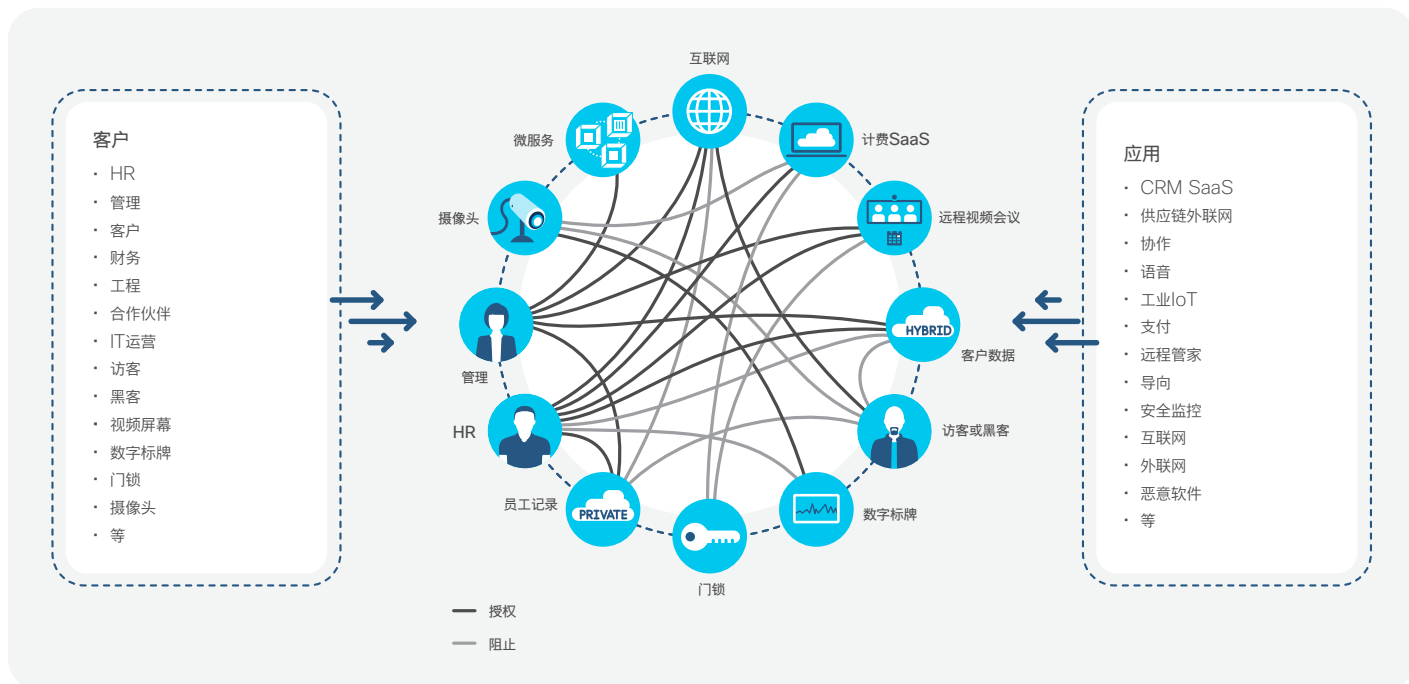 客户
· HR
· 管理
· 客户
· 财务
· 工程
· 合作伙伴
· IT运营
· 访客
· 黑客
· 视频屏幕
· 数字标牌
· 门锁
· 摄像头
· 等
互联网
微服务
计费SaaS
摄像头
远程视频会议
HYBRID
客户数据
管理
HR
访客或黑客
员工记录
PRIVATE
数字标牌
门锁
授权
阻止
应用
· CRM SaaS
· 供应链外联网
· 协作
· 语音
· 工业IoT
· 支付
· 远程管家
· 导向
· 安全监控
· 互联网
· 外联网
· 恶意软件
· 等